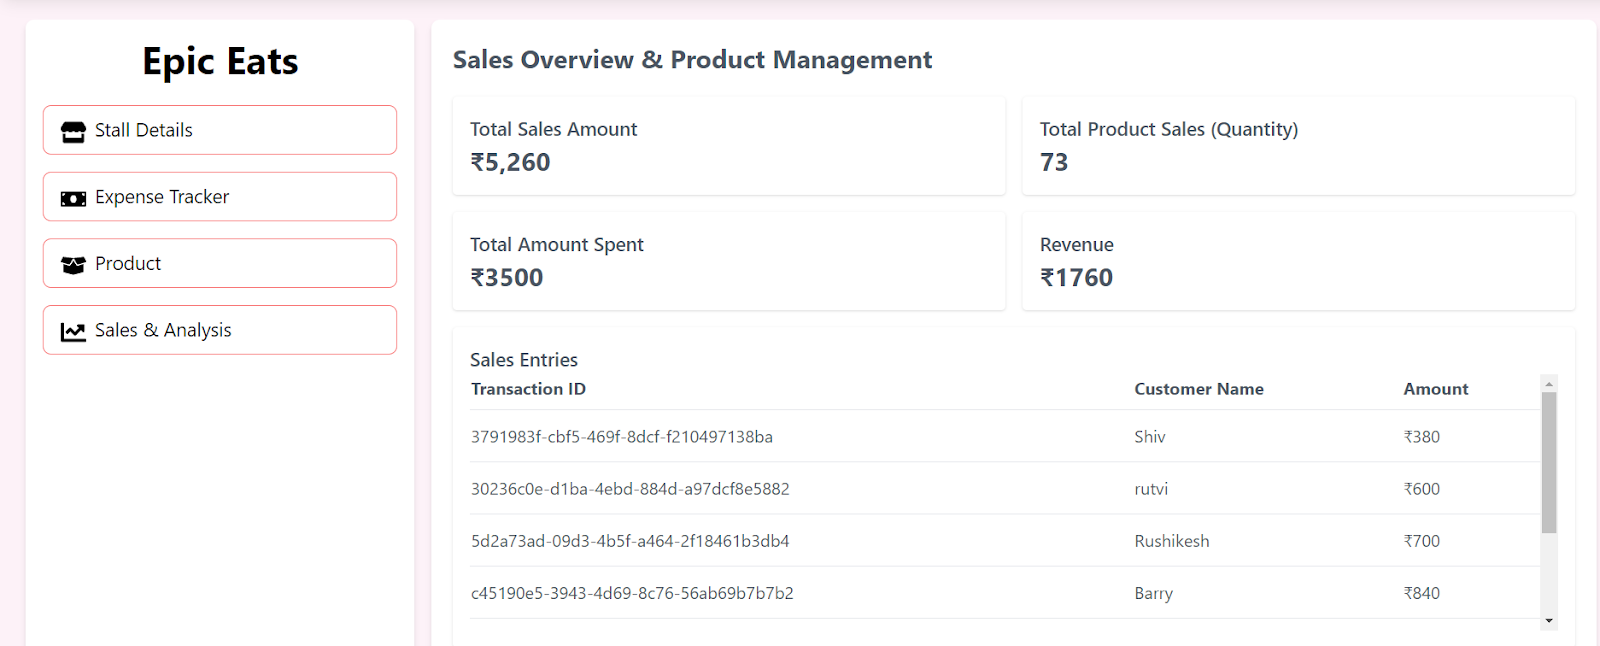 Epic Eats
Stall Details
Expense Tracker
Product
Sales & Analysis
Sales Overview & Product Management
Total Sales Amount
₹5,260
Total Product Sales (Quantity)
73
Total Amount Spent
₹3500
Revenue
₹1760
Sales Entries
Transaction ID Customer Name Amount
3791983f-cbf5-469f-8dcf-f210497138ba Shiv ₹380
30236c0e-d1ba-4ebd-884d-a97dcf8e5882 rutvi ₹600
5d2a73ad-09d3-4b5f-a464-2f18461b3db4 Rushikesh ₹700
c45190e5-3943-4d69-8c76-56ab69b7b7b2 Barry ₹840